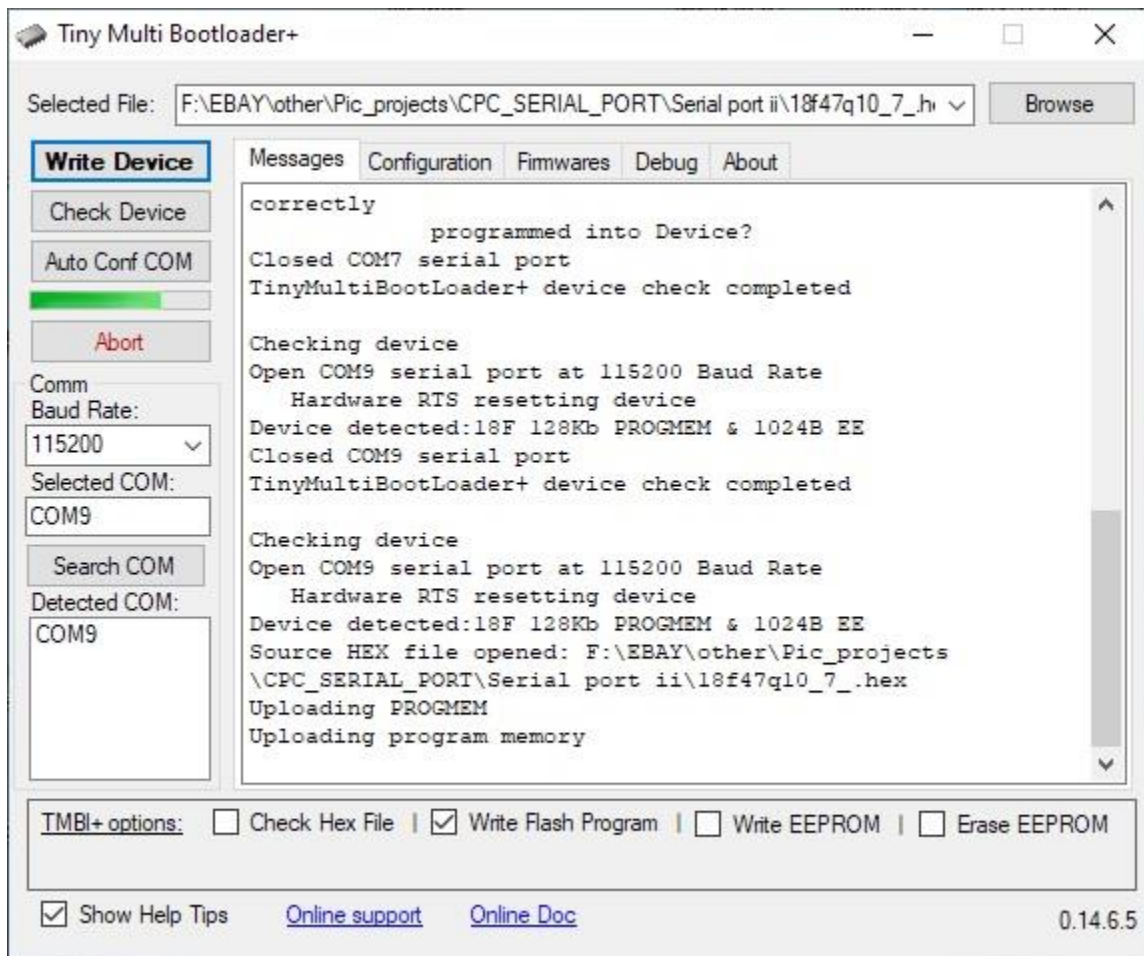 Tiny Multi Bootloader+
Selected File: F:\EBAY\other\Pic_projects\CPC_SERIAL_PORT\Serial port ii\18f47q10_7_.h
Browse
Write Device
Check Device
Auto Conf COM
Abort
Comm
Baud Rate:
115200
Selected COM:
COM9
Search COM
Detected COM:
COM9
Messages Configuration Firmwares Debug About
correctly
programmed into Device?
Closed COM7 serial port
TinyMultiBootLoader+ device check completed
Checking device
Open COM9 serial port at 115200 Baud Rate
Hardware RTS resetting device
Device detected:18F 128Kb PROGMEM & 1024B EE
Closed COM9 serial port
TinyMultiBootLoader+ device check completed
Checking device
Open COM9 serial port at 115200 Baud Rate
Hardware RTS resetting device
Device detected:18F 128Kb PROGMEM & 1024B EE
Source HEX file opened: F:\EBAY\other\Pic_projects
\CPC_SERIAL_PORT\Serial port ii\18f47q10_7_.hex
Uploading PROGMEM
Uploading program memory
TMBl+ options: Check Hex File | Write Flash Program | Write EEPROM | Erase EEPROM
Show Help Tips Online support Online Doc 0.14.6.5